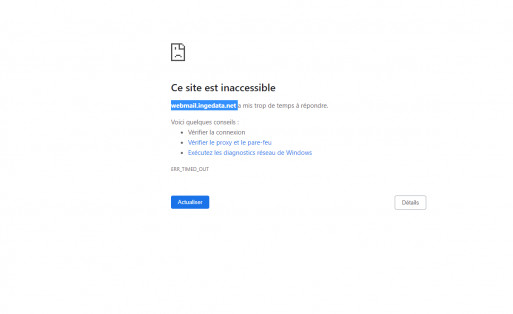 Ce site est inaccessible
webmail.ingedata.net a mis trop de temps à répondre.
Voici quelques conseils :
• Vérifier la connexion
• Vérifier le proxy et le pare-feu
• Exécutez les diagnostics réseau de Windows
ERR_TIMED_OUT
Actualiser
Détails